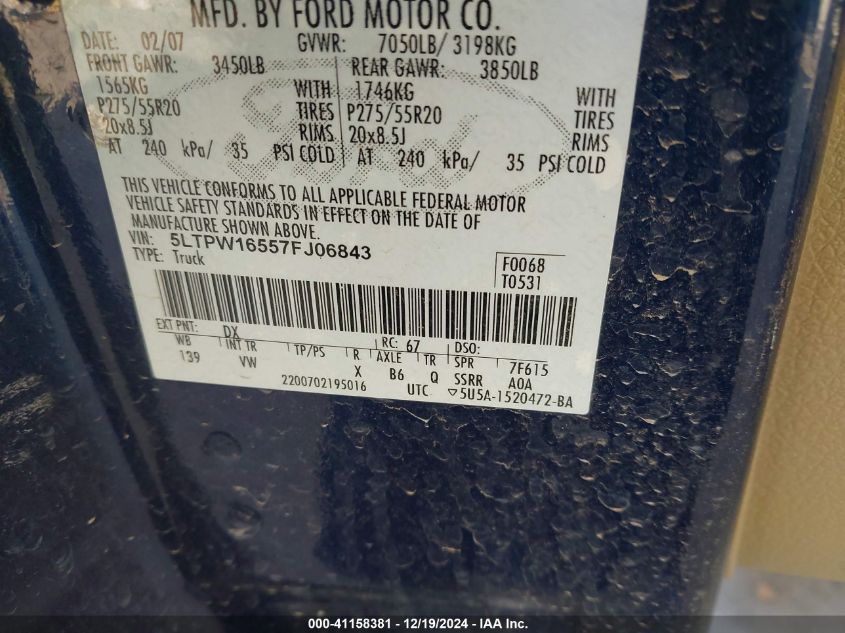 MFD. BY FORD MOTOR CO.
DATE: 02/07 GVWR: 7050LB/ 3198KG
FRONT GAWR: 3450LB REAR GAWR: 3850LB
1565KG WITH 1746KG WITH
P275/55R20 TIRES P275/55R20 TIRES
20x8.5J RIMS 20x8.5J RIMS
AT 240 kPa/ 35 PSI COLD AT 240 kPa/ 35 PSI COLD
Ford
THIS VEHICLE CONFORMS TO ALL APPLICABLE FEDERAL MOTOR
VEHICLE SAFETY STANDARDS IN EFFECT ON THE DATE OF
MANUFACTURE SHOWN ABOVE.
VIN: 5LTPW16557FJ06843
TYPE: Truck
F0068
T0531
EXT PNT: DX RC: 67 DSO:
WB INT TR TP/PS R AXLE TR SPR 7F615
139 VW X B6 Q SSRR A0A
2200702195016 UTC ▽5U5A-1520472-BA
000-41158381 - 12/19/2024 - IAA Inc.